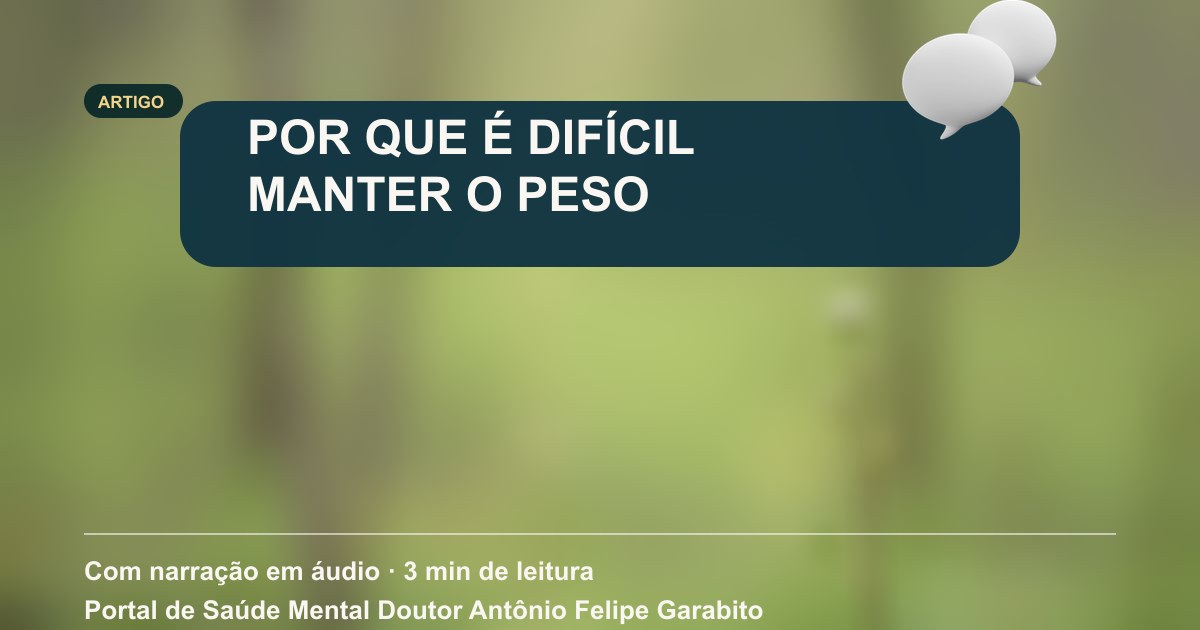 ARTIGO
POR QUE É DIFÍCIL
MANTER O PESO
Com narração em áudio · 3 min de leitura
Portal de Saúde Mental Doutor Antônio Felipe Garabito